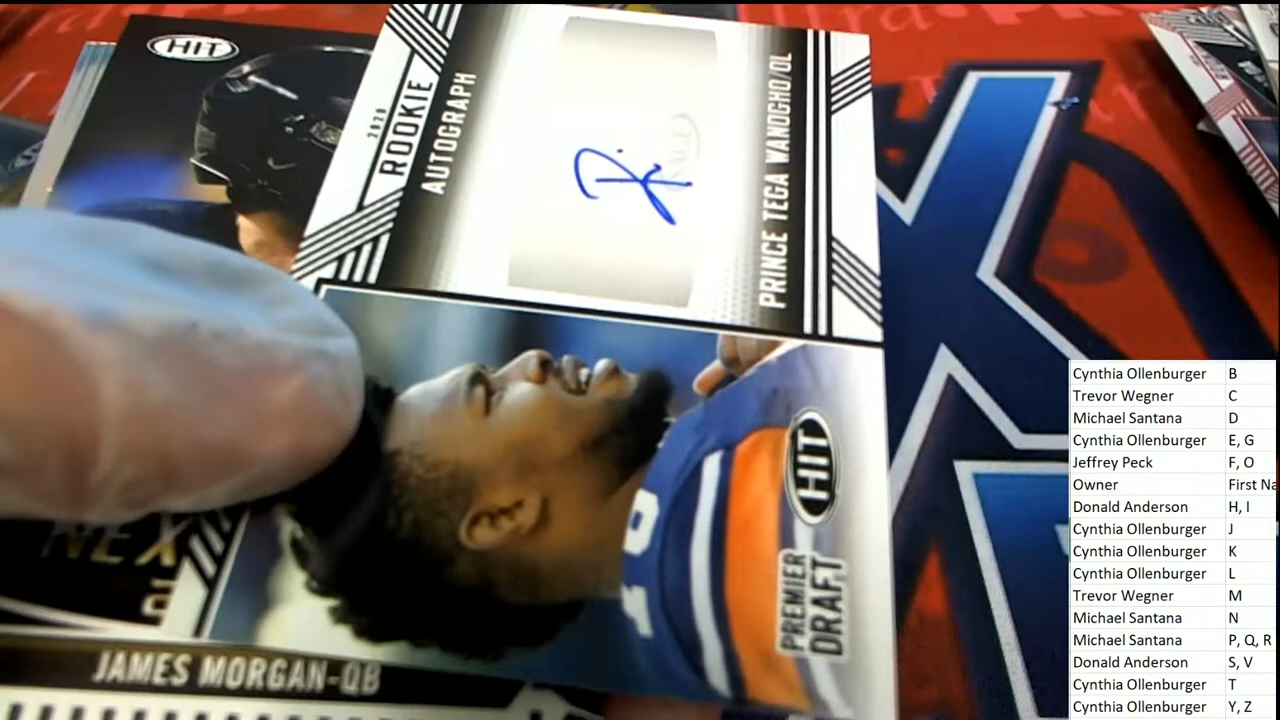 HIT
2020
ROOKIE
AUTOGRAPH
PRINCE TEGA WANOGHO/OL
HIT
PREMIER
DRAFT
JAMES MORGAN-QB
Cynthia Ollenburger B
Trevor Wegner C
Michael Santana D
Cynthia Ollenburger E, G
Jeffrey Peck F, O
Owner First Na
Donald Anderson H, I
Cynthia Ollenburger J
Cynthia Ollenburger K
Cynthia Ollenburger L
Trevor Wegner M
Michael Santana N
Michael Santana P, Q, R
Donald Anderson S, V
Cynthia Ollenburger T
Cynthia Ollenburger Y, Z